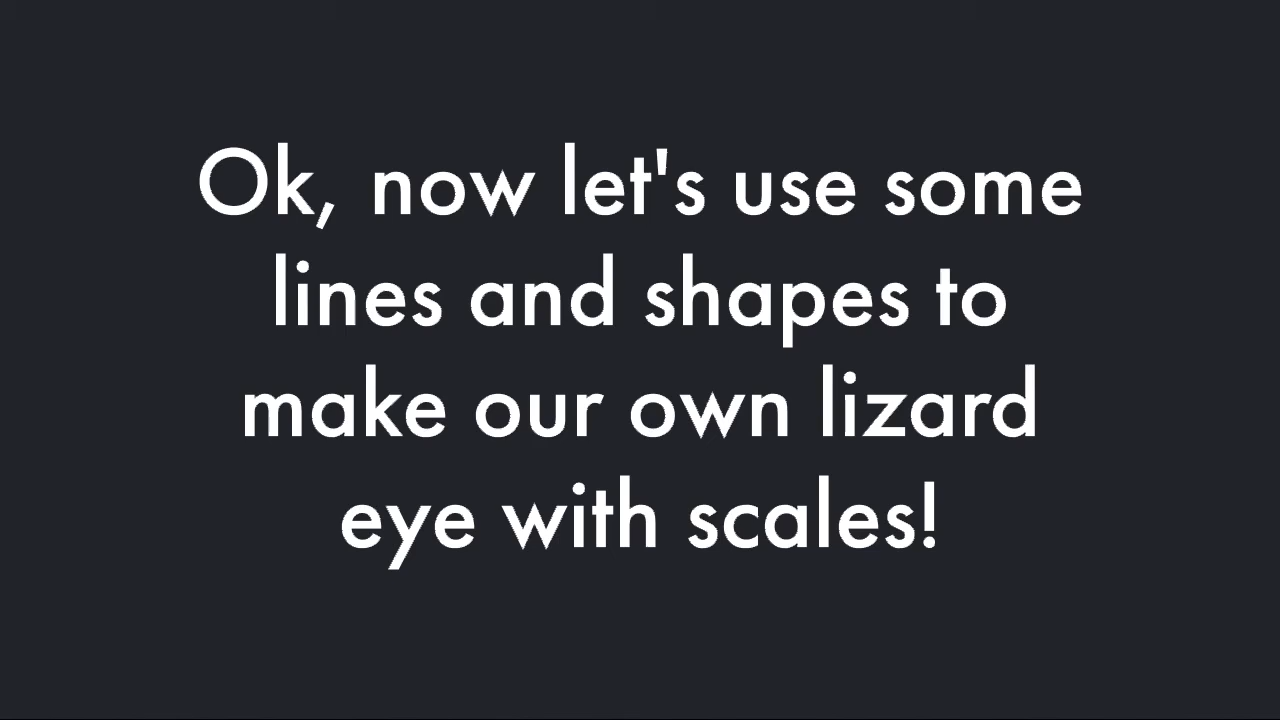 Ok, now let's use some
lines and shapes to
make our own lizard
eye with scales!